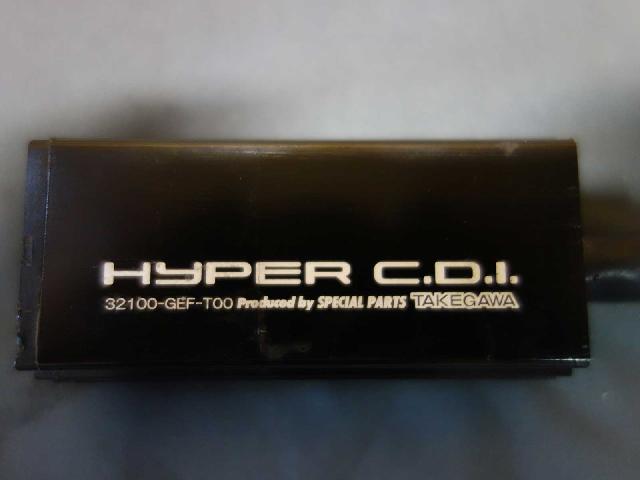 HYPER C.D.I.
32100-GEF-T00 Produced by SPECIAL PARTS TAKEGAWA